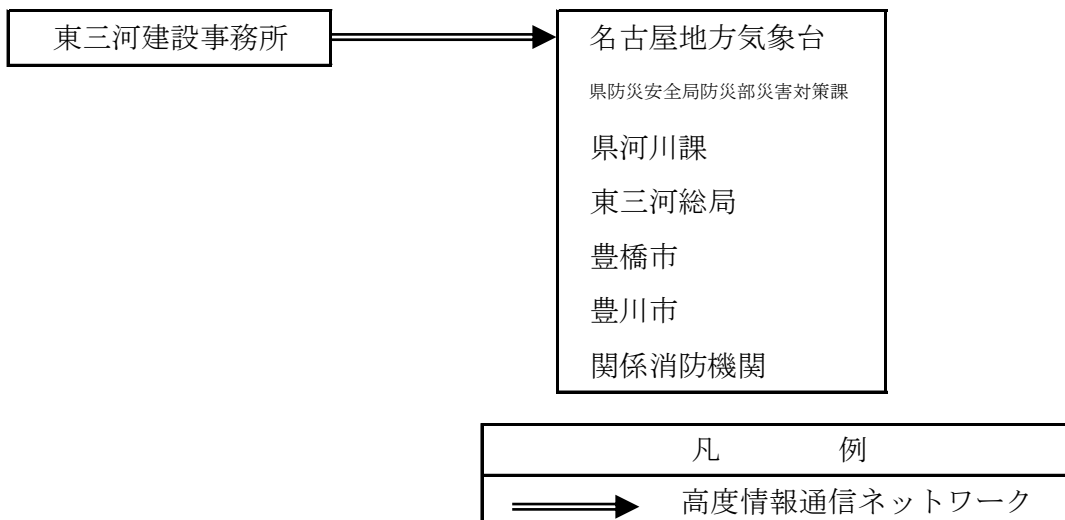 東三河建設事務所
名古屋地方気象台
県防災安全局防災部災害対策課
県河川課
東三河総局
豊橋市
豊川市
関係消防機関
凡　例
高度情報通信ネットワーク